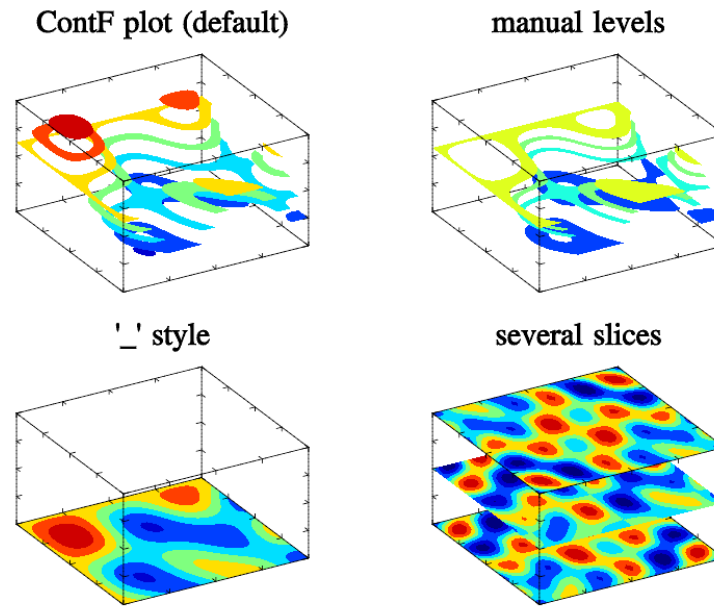 ContF plot (default)
manual levels
'_' style
several slices